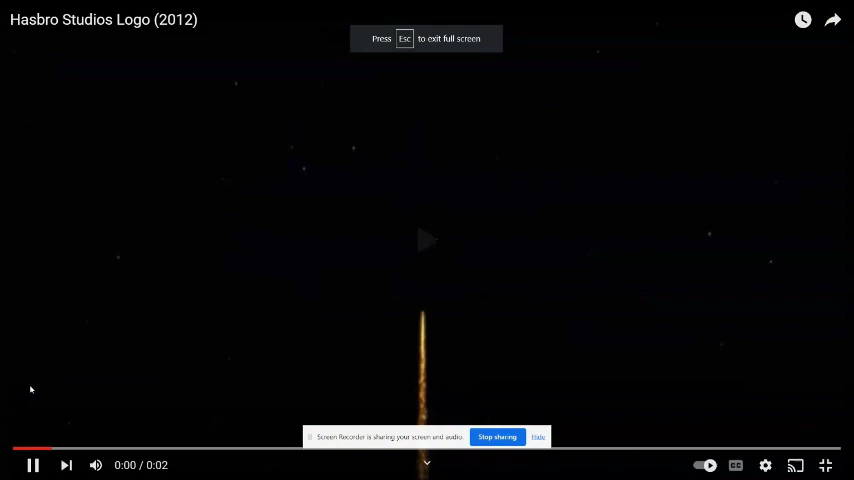 Hasbro Studios Logo (2012)
Press Esc to exit full screen
Screen Recorder is sharing your screen and audio. Stop sharing Hide
0:00 / 0:02
CC